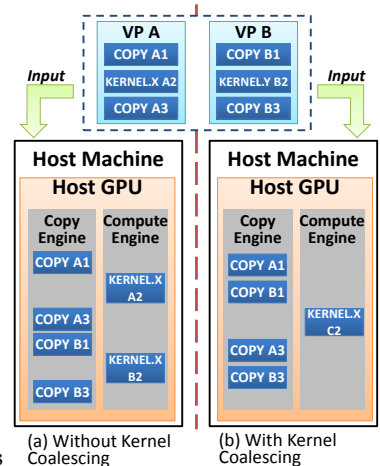 VP A
COPY A1
KERNEL.X A2
COPY A3
VP B
COPY B1
KERNEL.Y B2
COPY B3
Input
Input
Host Machine
Host GPU
Copy
Engine
COPY A1
COPY A3
COPY B1
COPY B3
Compute
Engine
KERNEL.X
A2
KERNEL.X
B2
Host Machine
Host GPU
Copy
Engine
COPY A1
COPY B1
COPY A3
COPY B3
Compute
Engine
KERNEL.X
C2
s
(a) Without Kernel
Coalescing
(b) With Kernel
Coalescing